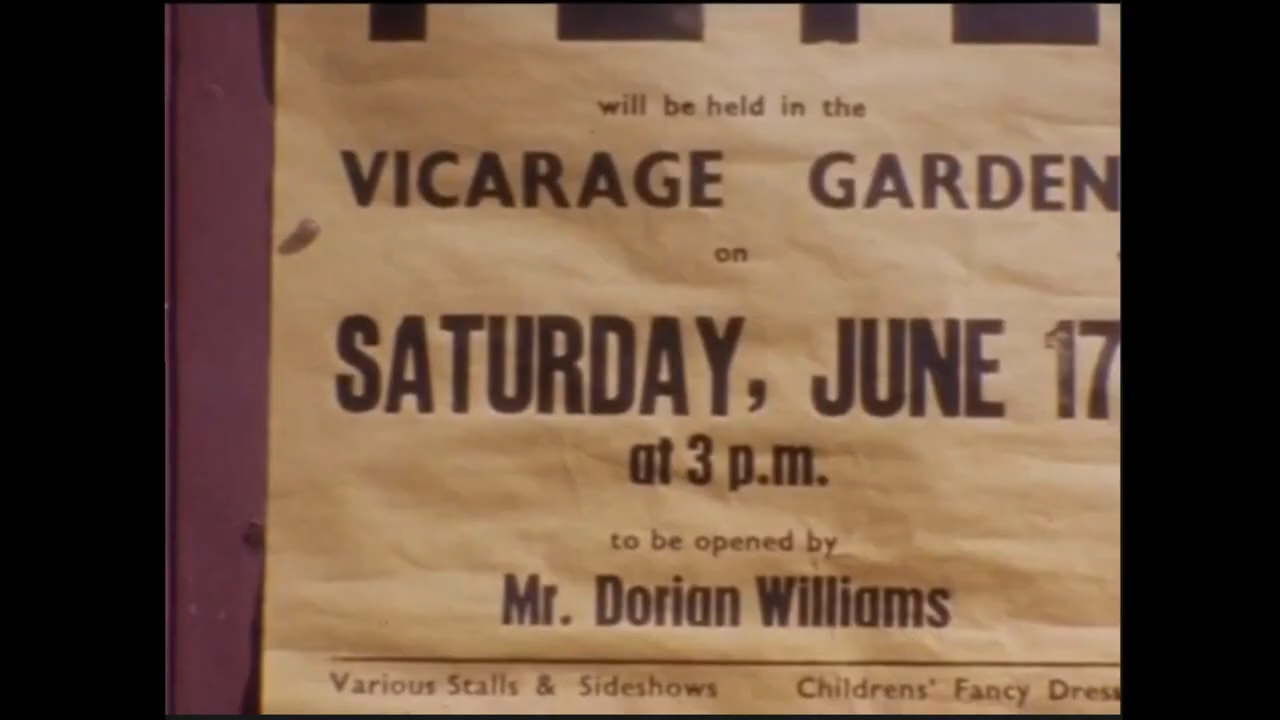 will be held in the
VICARAGE GARDEN
on
SATURDAY, JUNE 17
at 3 p.m.
to be opened by
Mr. Dorian Williams
Various Stalls & Sideshows Childrens' Fancy Dress